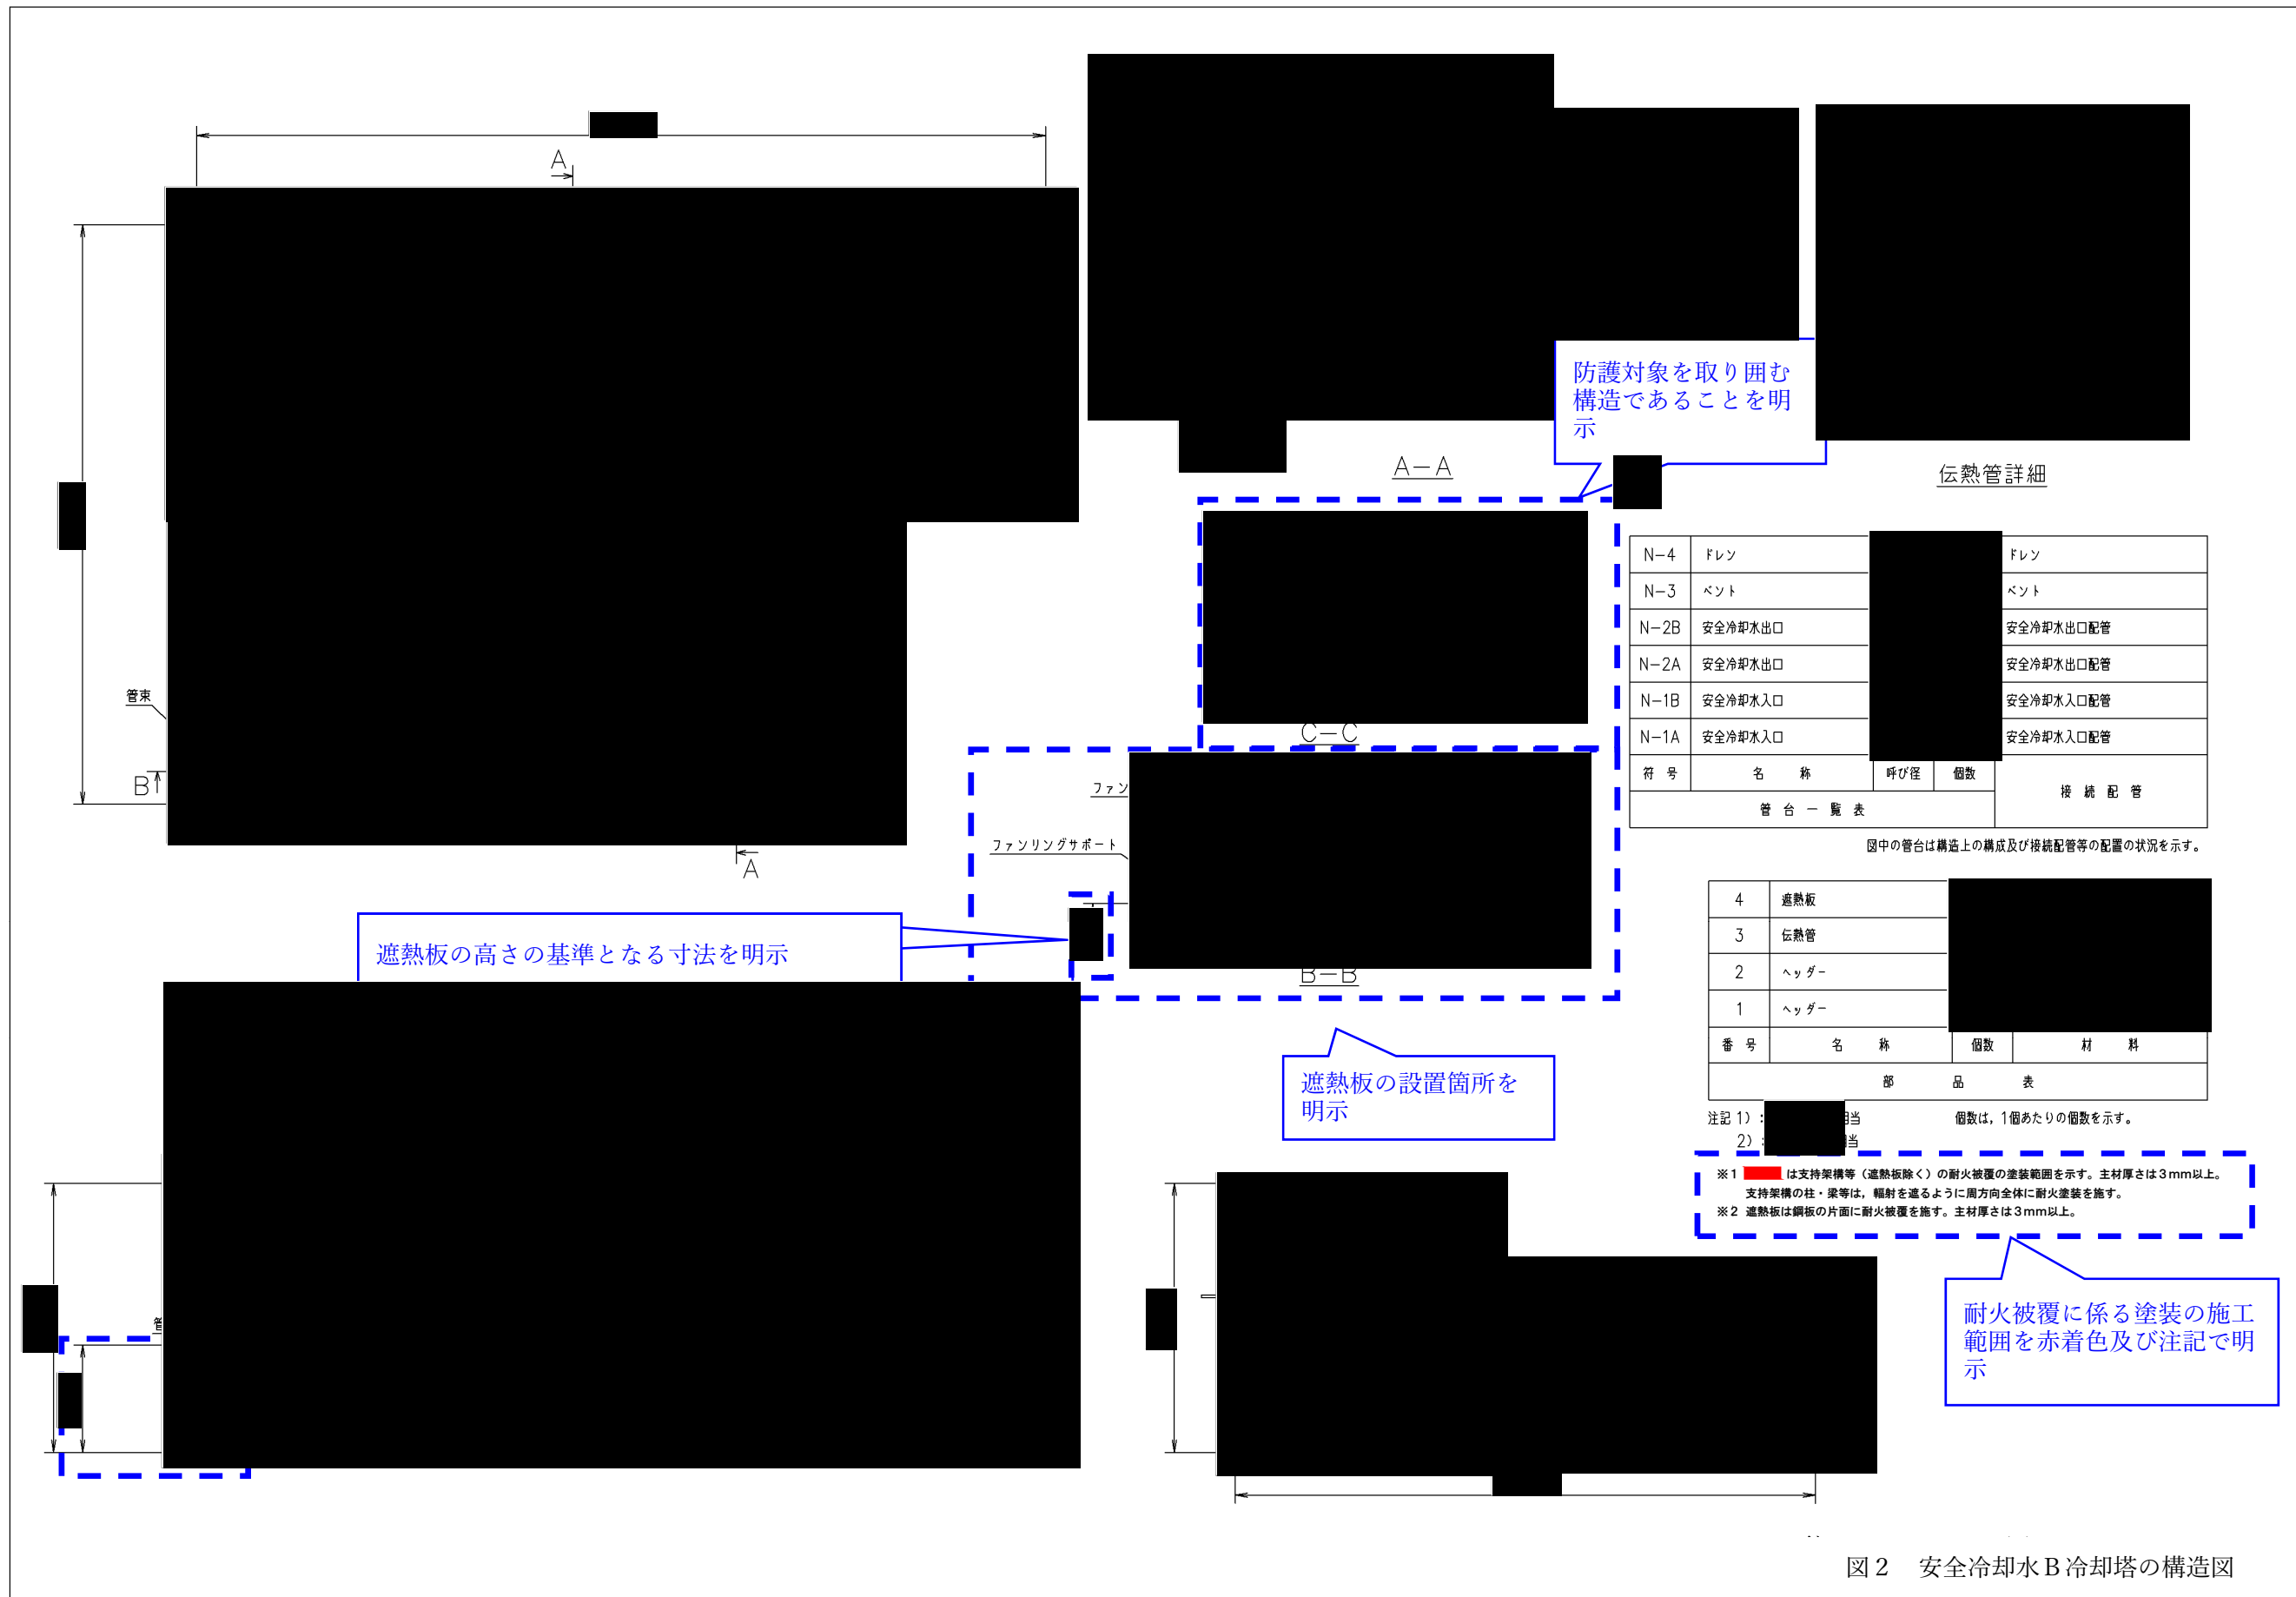 A
防護対象を取り囲む
構造であることを明
示
A－A
伝熱管詳細
N－4 ドレン ドレン
N－3 ベント ベント
N－2B 安全冷却水出口 安全冷却水出口配管
N－2A 安全冷却水出口 安全冷却水出口配管
N－1B 安全冷却水入口 安全冷却水入口配管
N－1A 安全冷却水入口 安全冷却水入口配管
符号 名称 呼び径 個数 接続配管
管台一覧表
図中の管台は構造上の構成及び接続配管等の配置の状況を示す。
管束
B
A
C－C
ファン
ファンリングサポート
B－B
遮熱板の高さの基準となる寸法を明示
4 遮熱板
3 伝熱管
2 ヘッダー
1 ヘッダー
番号 名称 個数 材料
部品表
注記 1）： 相当 個数は，1個あたりの個数を示す。
2）： 当
遮熱板の設置箇所を
明示
※1 は支持架構等（遮熱板除く）の耐火被覆の塗装範囲を示す。主材厚さは3mm以上。
支持架構の柱・梁等は，輻射を遮るように周方向全体に耐火塗装を施す。
※2 遮熱板は鋼板の片面に耐火被覆を施す。主材厚さは3mm以上。
耐火被覆に係る塗装の施工
範囲を赤着色及び注記で明
示
図２　安全冷却水Ｂ冷却塔の構造図